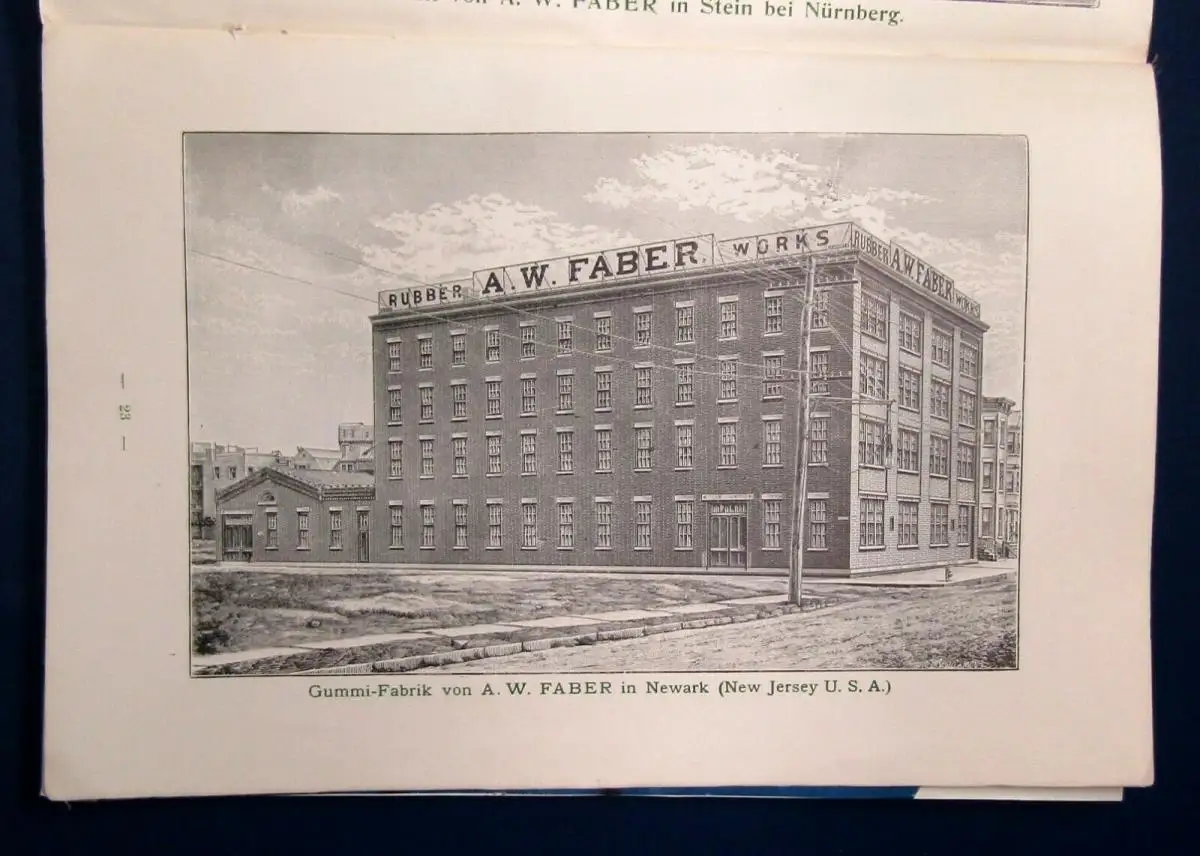 von A. W. FABER in Stein bei Nürnberg.
RUBBER A. W. FABER WORKS
RUBBER A. W. FABER WORKS
— 23 —
Gummi-Fabrik von A. W. FABER in Newark (New Jersey U. S. A.)